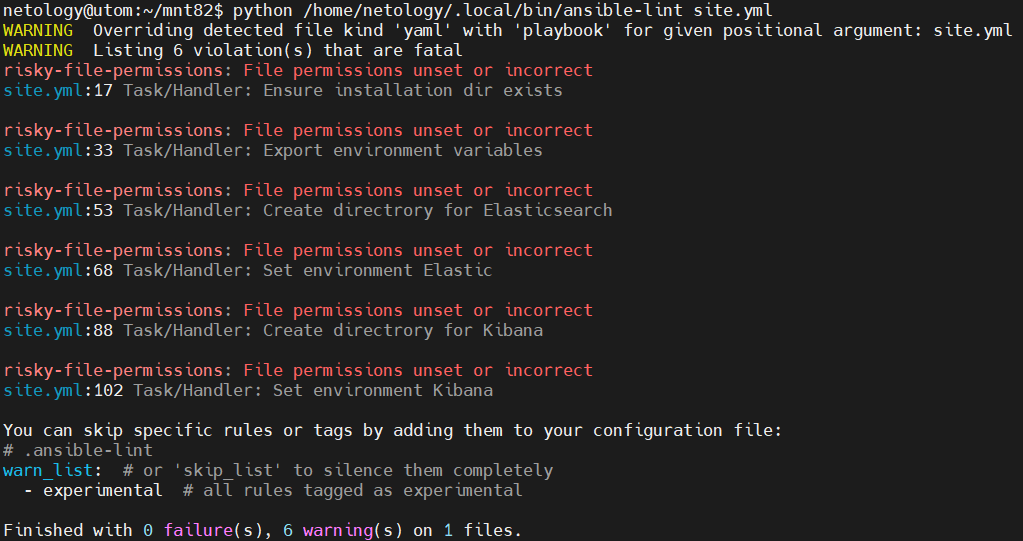 netology@utom:~/mnt82$ python /home/netology/.local/bin/ansible-lint site.yml
WARNING  Overriding detected file kind 'yaml' with 'playbook' for given positional argument: site.yml
WARNING  Listing 6 violation(s) that are fatal
risky-file-permissions: File permissions unset or incorrect
site.yml:17 Task/Handler: Ensure installation dir exists

risky-file-permissions: File permissions unset or incorrect
site.yml:33 Task/Handler: Export environment variables

risky-file-permissions: File permissions unset or incorrect
site.yml:53 Task/Handler: Create directrory for Elasticsearch

risky-file-permissions: File permissions unset or incorrect
site.yml:68 Task/Handler: Set environment Elastic

risky-file-permissions: File permissions unset or incorrect
site.yml:88 Task/Handler: Create directrory for Kibana

risky-file-permissions: File permissions unset or incorrect
site.yml:102 Task/Handler: Set environment Kibana

You can skip specific rules or tags by adding them to your configuration file:
# .ansible-lint
warn_list:  # or 'skip_list' to silence them completely
  - experimental  # all rules tagged as experimental

Finished with 0 failure(s), 6 warning(s) on 1 files.